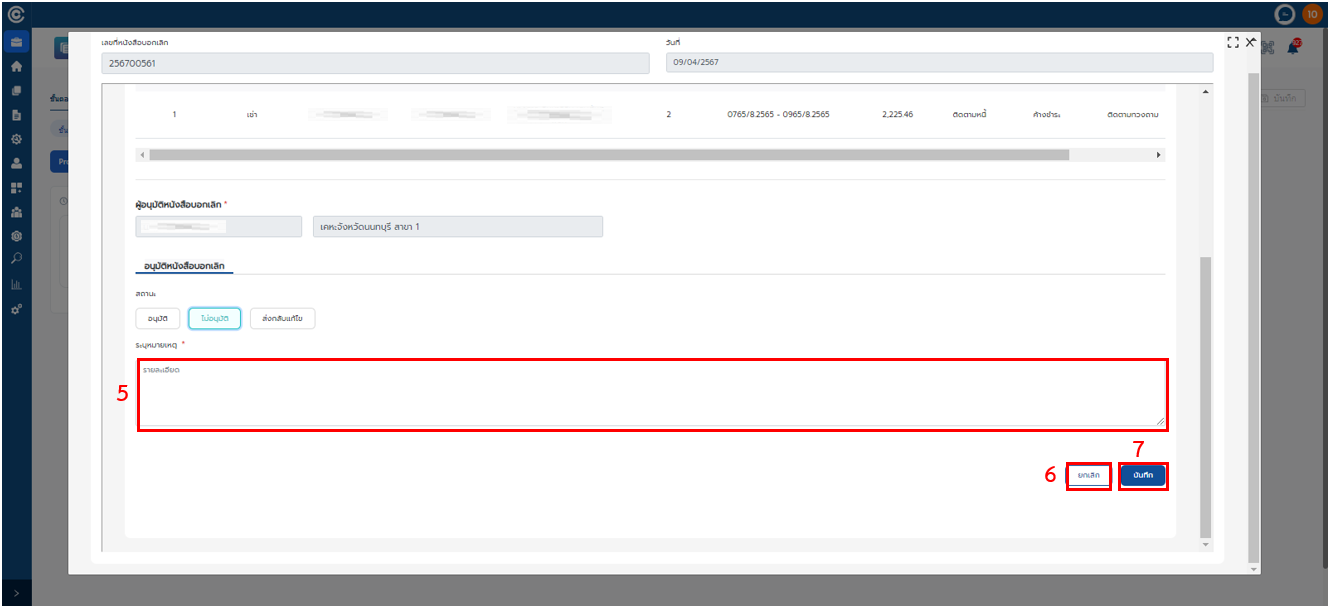 10
เลขที่หนังสือบอกเลิก
วันที่
256700561
09/04/2567
บันทึก
1 เช่า 2 0765/8.2565 - 0965/8.2565 2,225.46 ติดตามหนี้ ค้างชำระ ติดตามทวงถาม
ผู้อนุมัติหนังสือบอกเลิก *
เคหะจังหวัดนนทบุรี สาขา 1
อนุมัติหนังสือบอกเลิก
สถานะ
อนุมัติ ไม่อนุมัติ ส่งกลับแก้ไข
ระบุหมายเหตุ *
รายละเอียด
5
7
6 ยกเลิก บันทึก